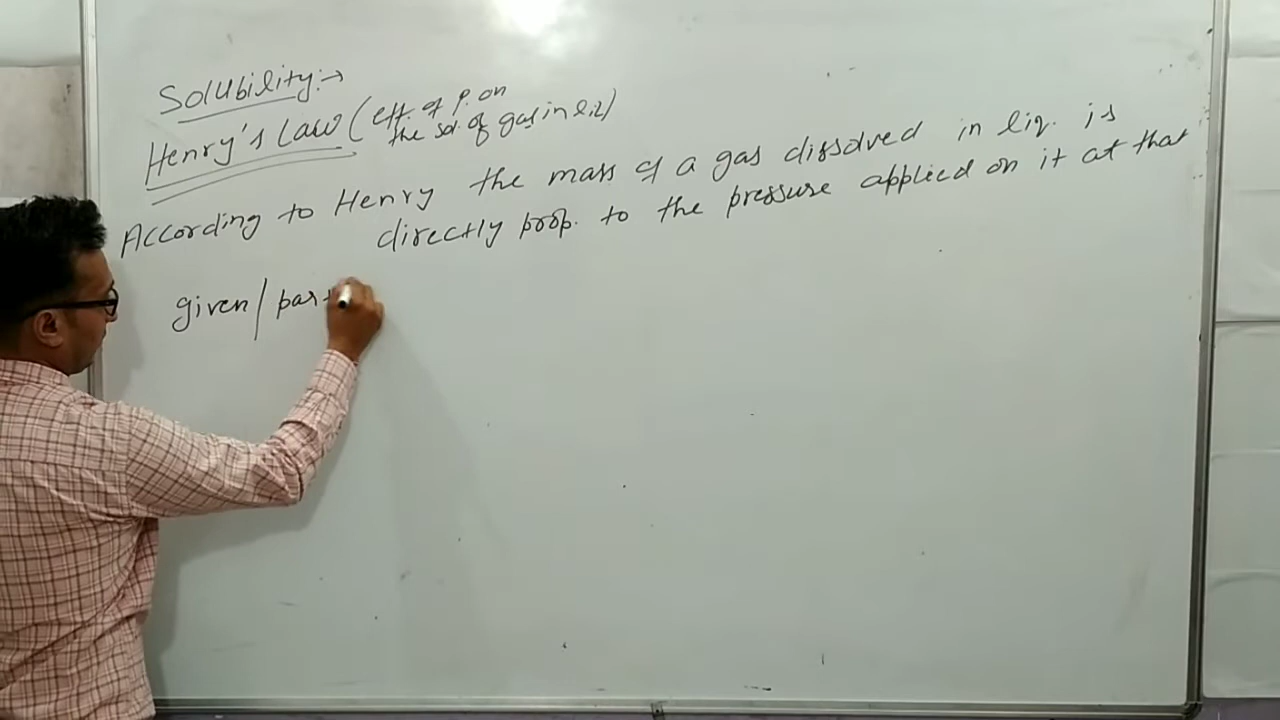 Solubility:→
Henry's Law (eff. of P. on
the sol. of gas in liq)
According to Henry the mass of a gas dissolved in liq. is
directly prop. to the pressure applied on it at that
given / part